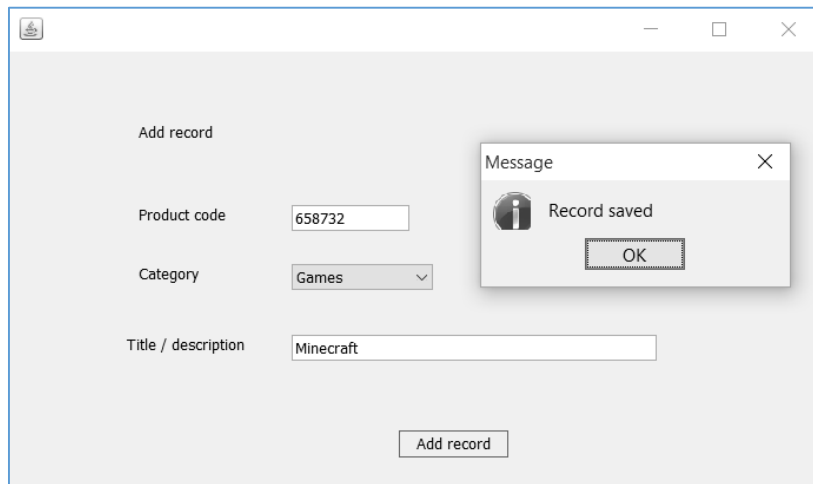 Add record
Message
Record saved
OK
Product code 658732
Category Games
Title / description Minecraft
Add record